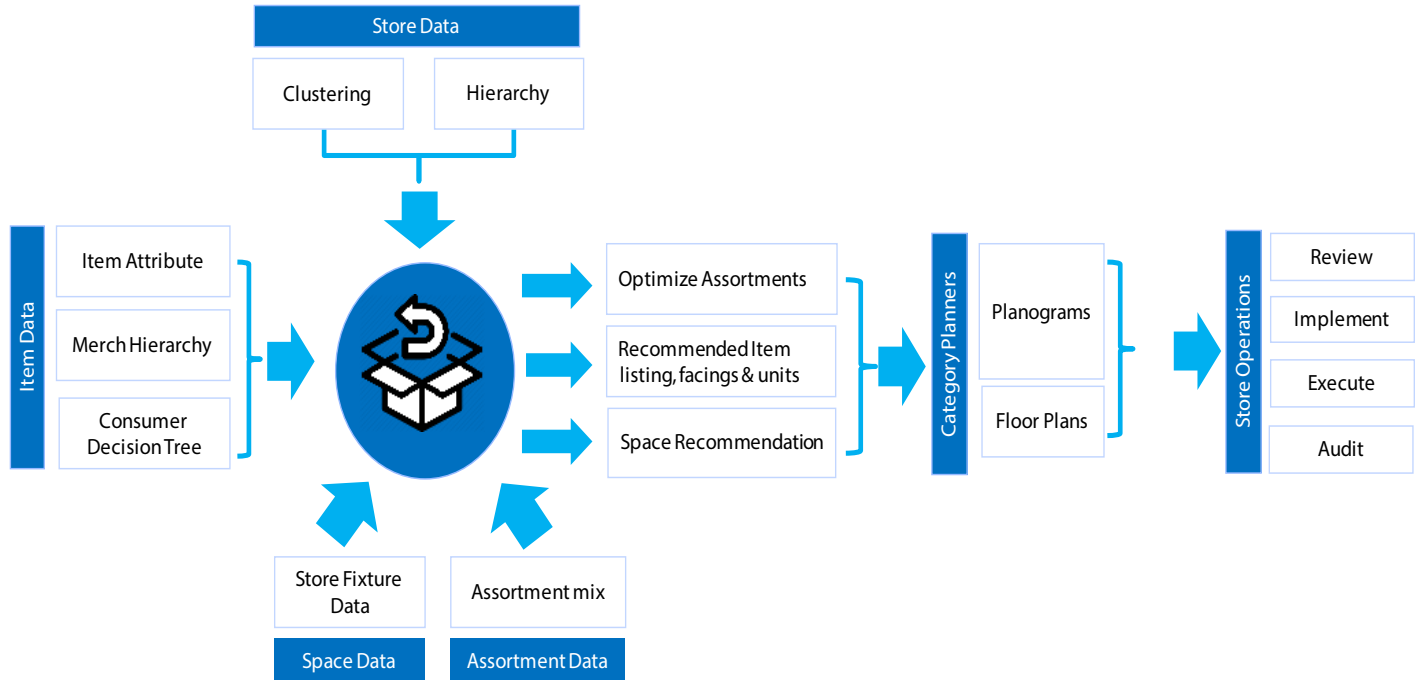 Store Data
Clustering
Hierarchy
Item Data
Item Attribute
Merch Hierarchy
Consumer
Decision Tree
Optimize Assortments
Recommended Item
listing, facings & units
Space Recommendation
Category Planners
Planograms
Floor Plans
Store Operations
Review
Implement
Execute
Audit
Store Fixture
Data
Space Data
Assortment mix
Assortment Data